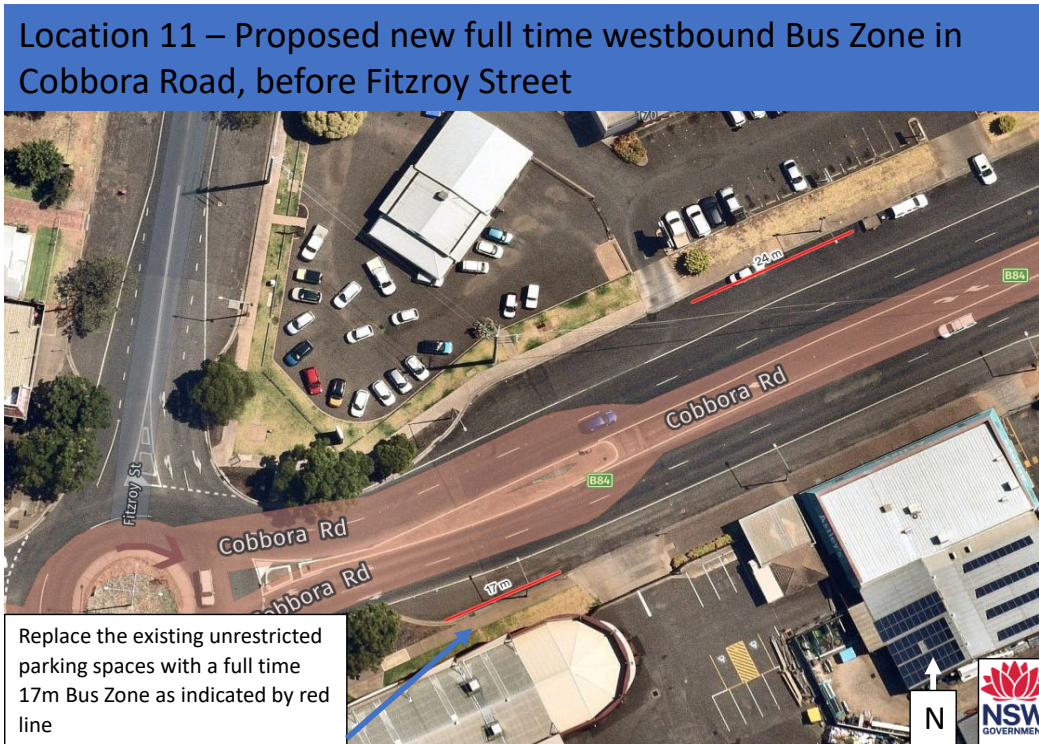 Location 11 – Proposed new full time westbound Bus Zone in
Cobbora Road, before Fitzroy Street
170
24 m
B84
Cobbora Rd
B84
Fitzroy St
Cobbora Rd
Cobbora Rd
17 m
Replace the existing unrestricted
parking spaces with a full time
17m Bus Zone as indicated by red
line
N
NSW
GOVERNMENT